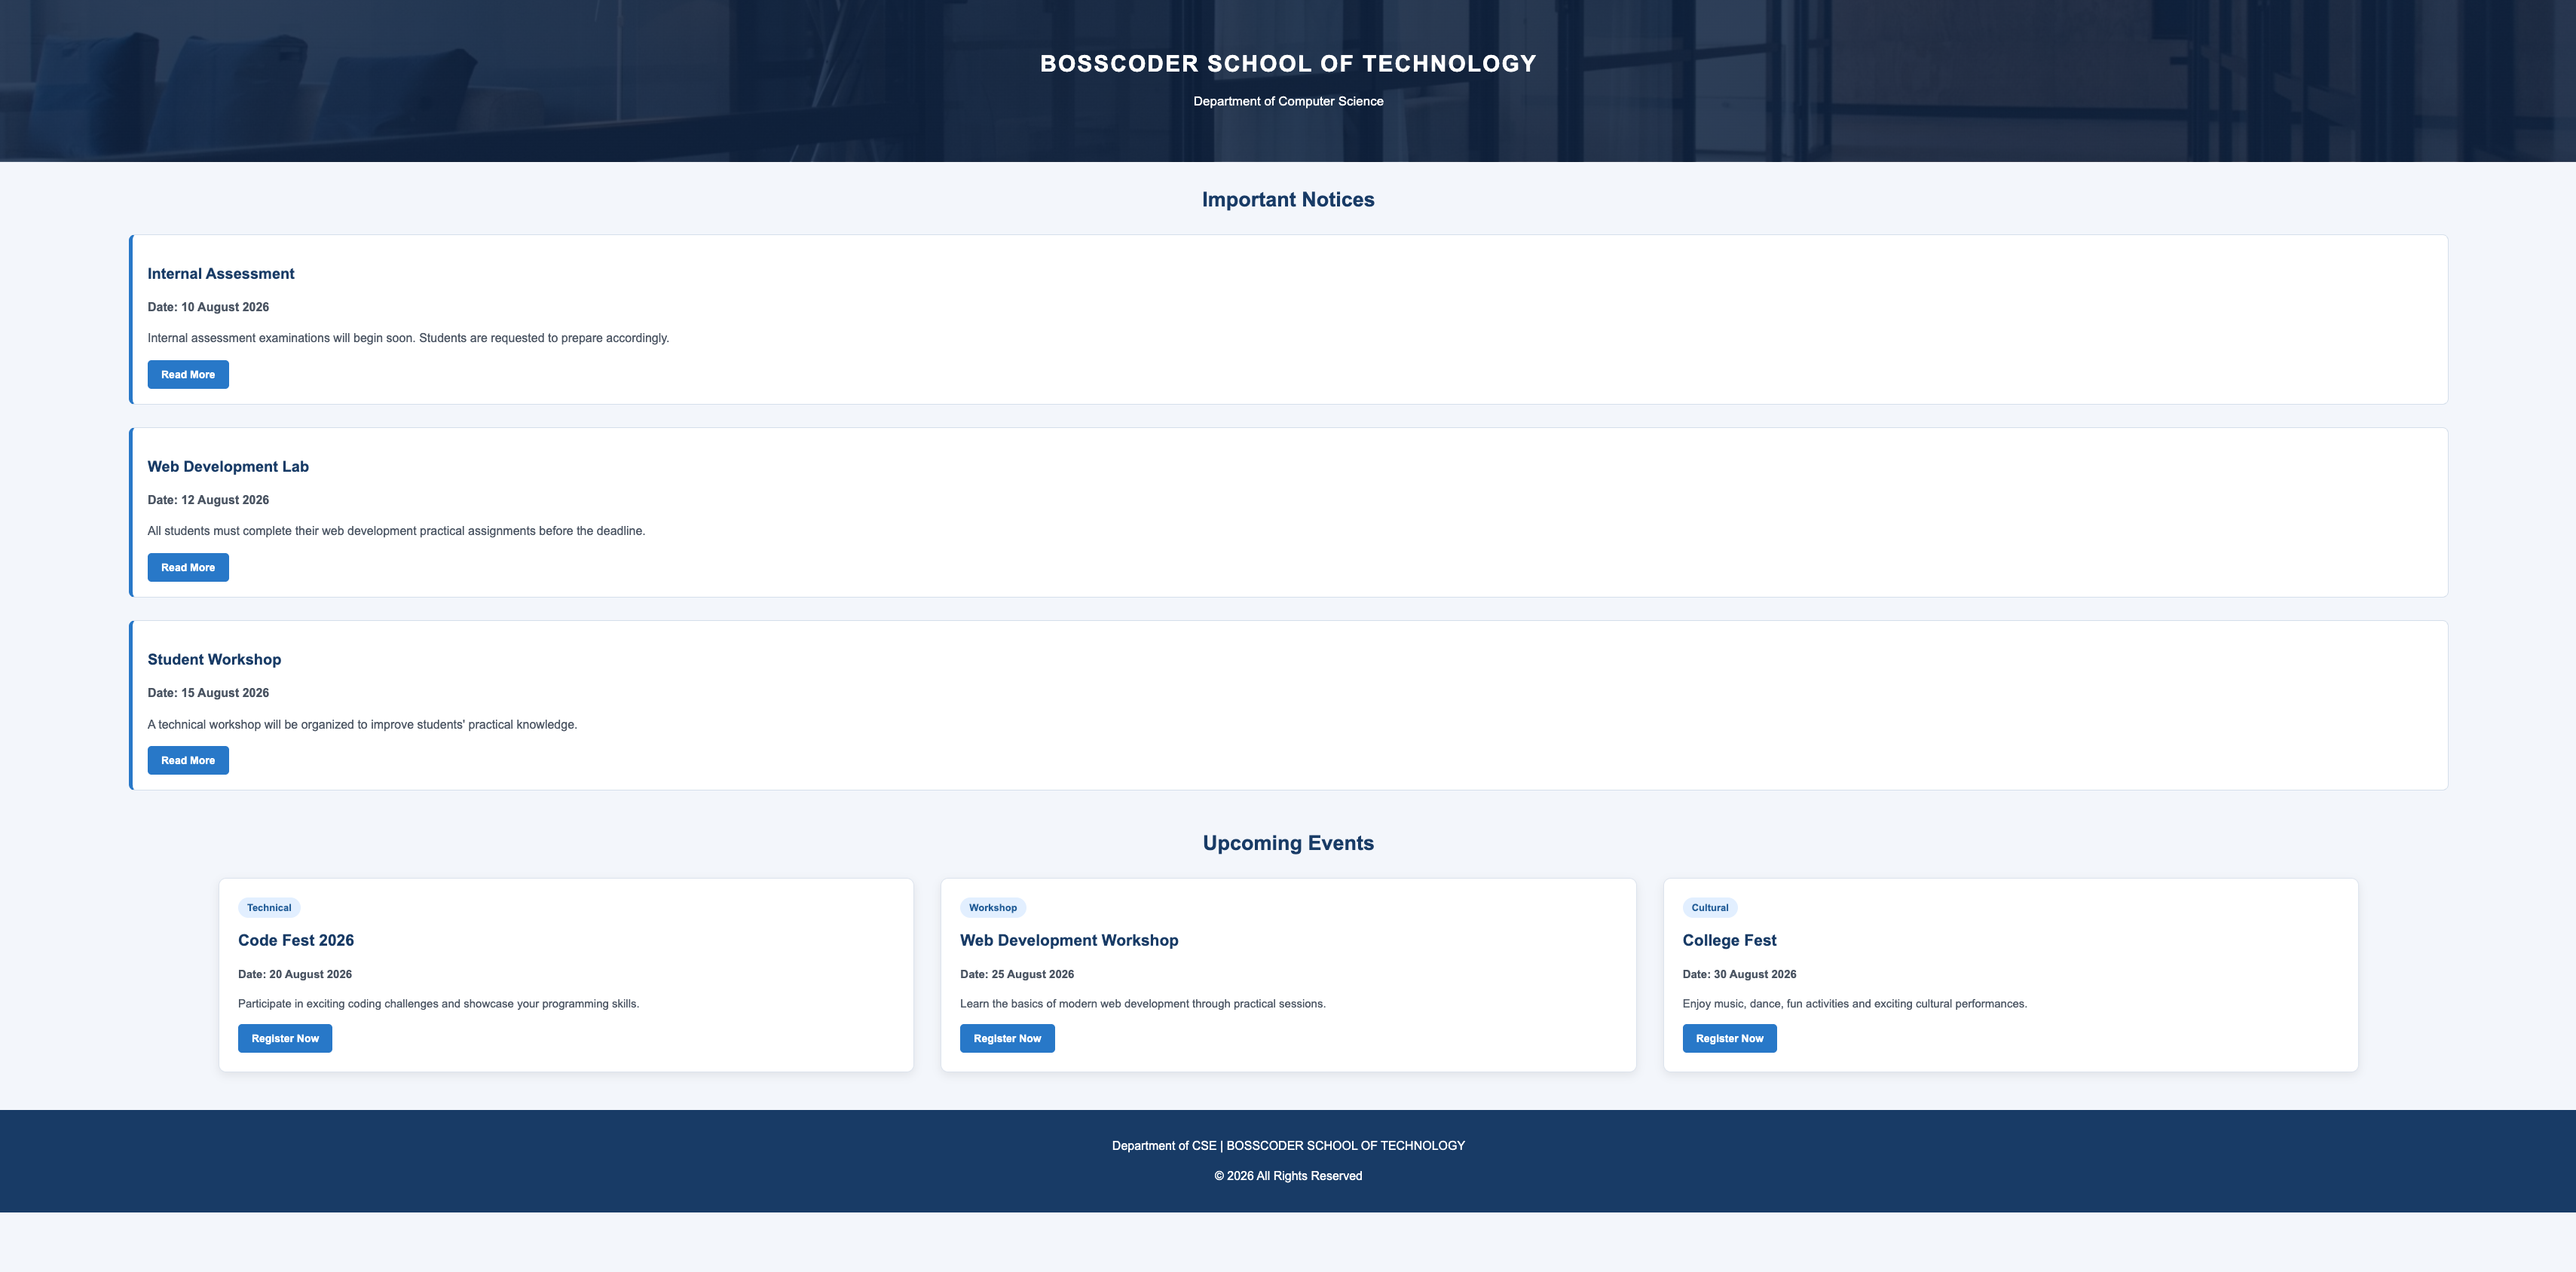 BOSSCODER SCHOOL OF TECHNOLOGY
Department of Computer Science
Important Notices
Internal Assessment
Date: 10 August 2026
Internal assessment examinations will begin soon. Students are requested to prepare accordingly.
Read More
Web Development Lab
Date: 12 August 2026
All students must complete their web development practical assignments before the deadline.
Read More
Student Workshop
Date: 15 August 2026
A technical workshop will be organized to improve students' practical knowledge.
Read More
Upcoming Events
Technical
Code Fest 2026
Date: 20 August 2026
Participate in exciting coding challenges and showcase your programming skills.
Register Now
Workshop
Web Development Workshop
Date: 25 August 2026
Learn the basics of modern web development through practical sessions.
Register Now
Cultural
College Fest
Date: 30 August 2026
Enjoy music, dance, fun activities and exciting cultural performances.
Register Now
Department of CSE | BOSSCODER SCHOOL OF TECHNOLOGY
© 2026 All Rights Reserved